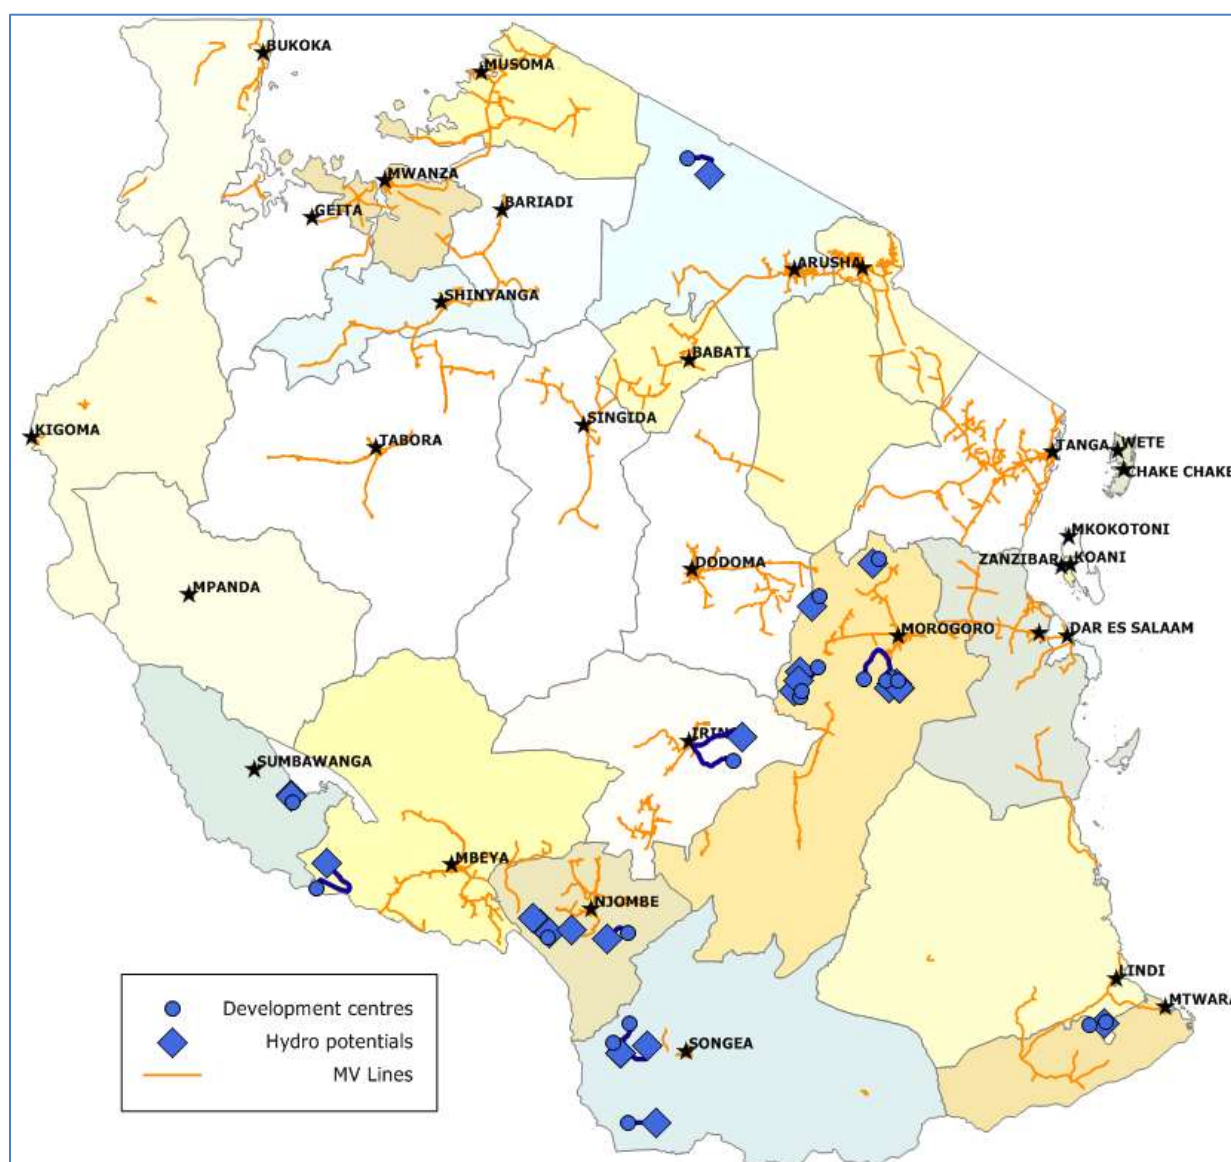 BUKOKA
MUSOMA
MWANZA
GEITA
BARIADI
ARUSHA
SHINYANGA
BABATI
KIGOMA
TABORA
SINGIDA
TANGA
WETE
CHAKE CHAKE
MKOKOTONI
ZANZIBAR
KOANI
DODOMA
MPANDA
MOROGORO
DAR ES SALAAM
IRING
SUMBAWANGA
MBEYA
NJOMBE
LINDI
MTWARA
SONGEA
Development centres
Hydro potentials
MV Lines